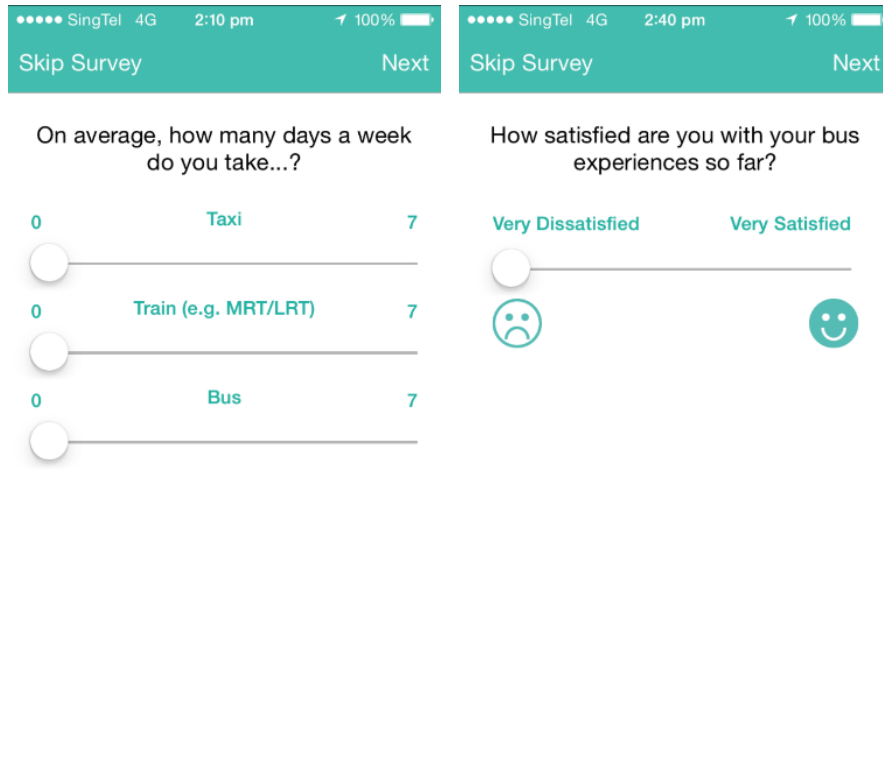 SingTel 4G 2:10 pm 100%
Skip Survey Next
On average, how many days a week
do you take...?
0 Taxi 7
0 Train (e.g. MRT/LRT) 7
0 Bus 7
SingTel 4G 2:40 pm 100%
Skip Survey Next
How satisfied are you with your bus
experiences so far?
Very Dissatisfied Very Satisfied